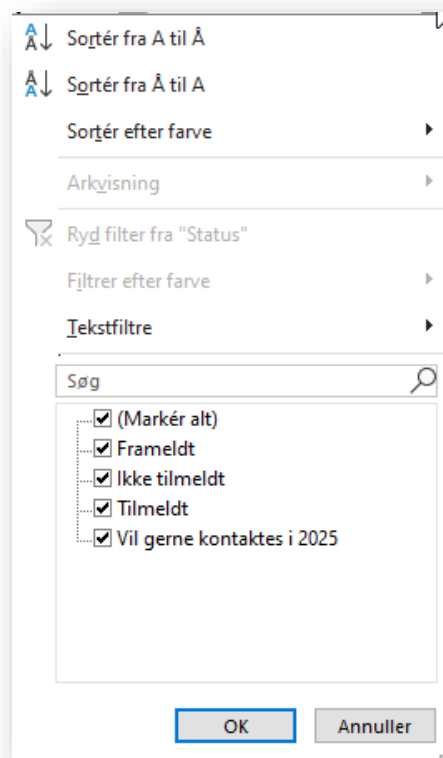 Sortér fra A til Å
Sortér fra Å til A
Sortér efter farve
Arkvisning
Ryd filter fra "Status"
Filtrer efter farve
Tekstfiltre
Søg
(Markér alt)
Frameldt
Ikke tilmeldt
Tilmeldt
Vil gerne kontaktes i 2025
OK Annuller